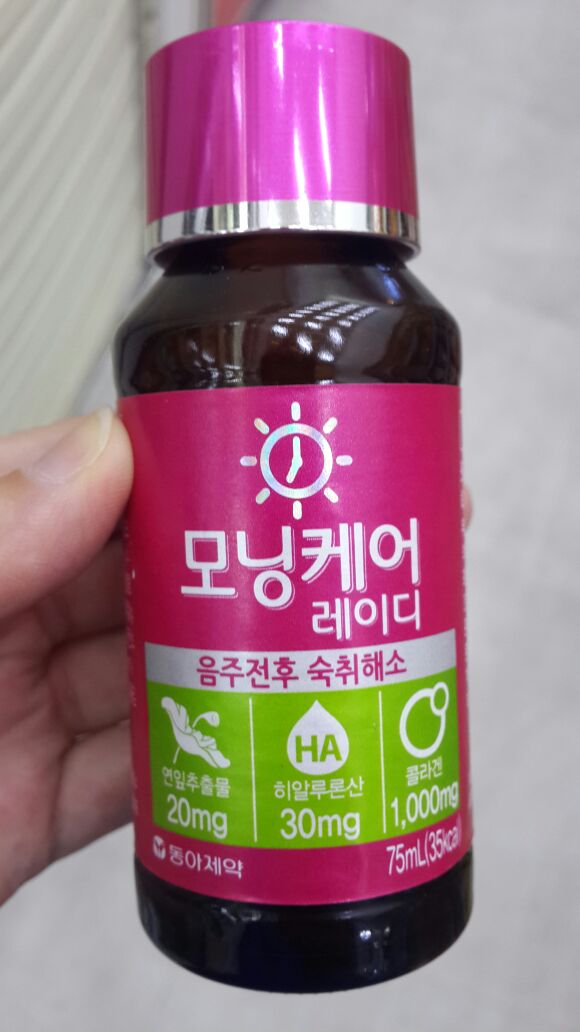 모닝케어
레이디
음주전후 숙취해소
연잎추출물
20mg
HA
히알루론산
30mg
콜라겐
1,000mg
동아제약
75mL(35kcal)